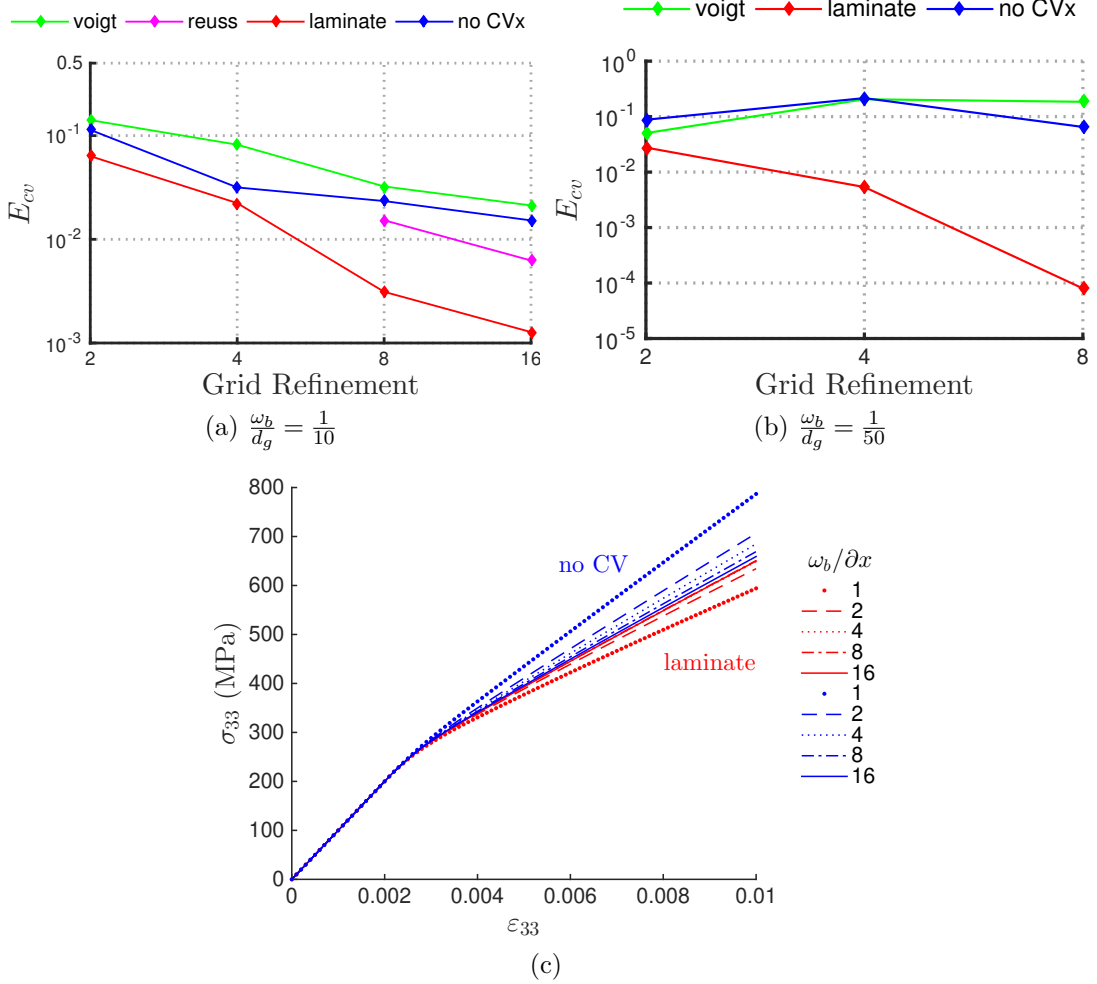 voigt reuss laminate no CVx
0.5
10^-1
10^-2
10^-3
E_cv
2 4 8 16
Grid Refinement
(a) ω_b/d_g = 1/10
voigt laminate no CVx
10^0
10^-1
10^-2
10^-3
10^-4
10^-5
E_cv
2 4 8
Grid Refinement
(b) ω_b/d_g = 1/50
800
700
600
500
400
300
200
100
0
σ_33 (MPa)
0 0.002 0.004 0.006 0.008 0.01
ε_33
no CV
laminate
ω_b/∂x
1
2
4
8
16
1
2
4
8
16
(c)